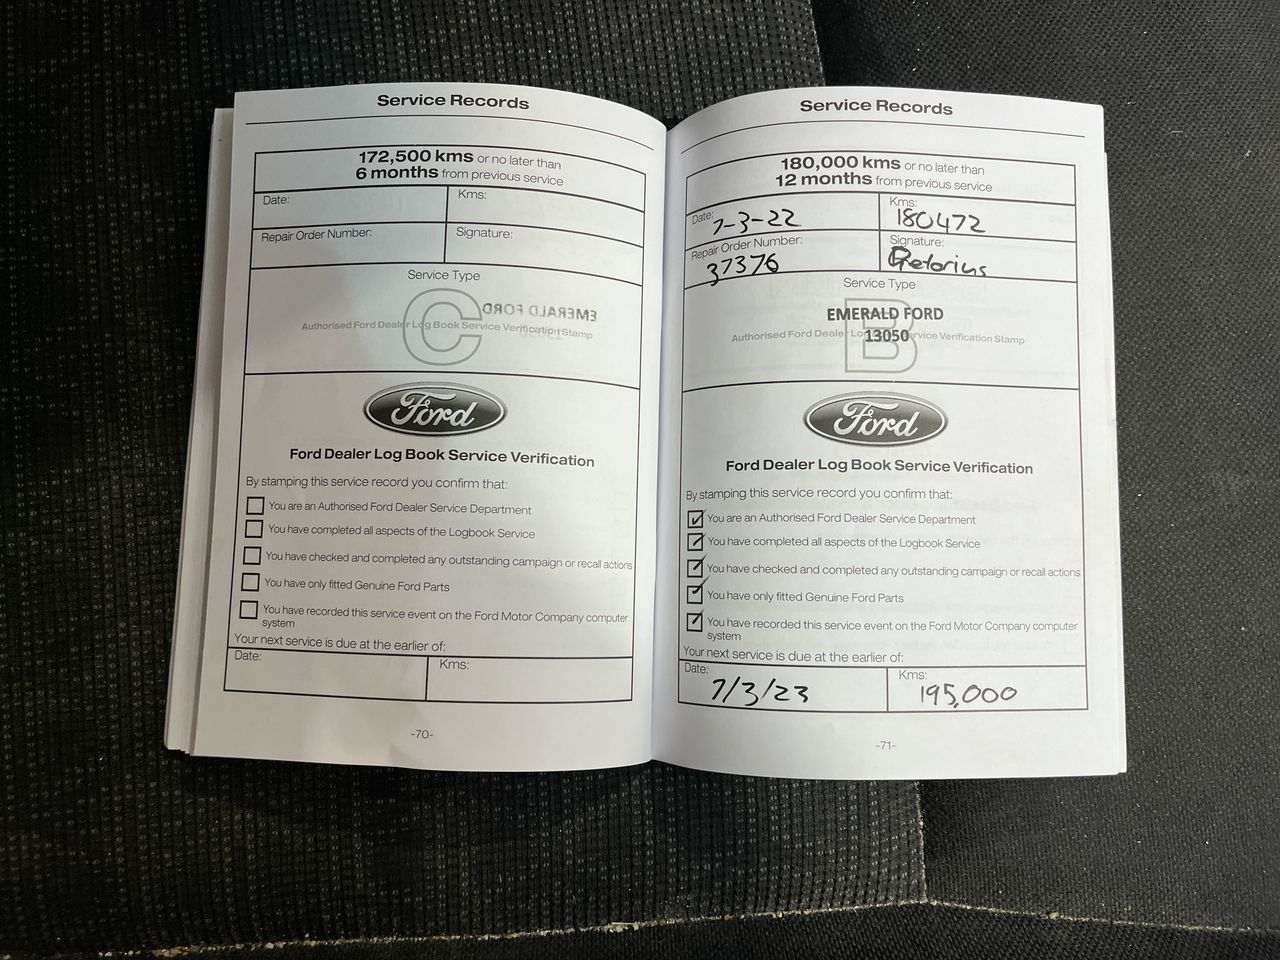 Service Records
172,500 kms or no later than
6 months from previous service
Date:
Kms:
Repair Order Number:
Signature:
Service Type
C
EMERALD FORD
Authorised Ford Dealer Log Book Service Verification Stamp
Ford
Ford Dealer Log Book Service Verification
By stamping this service record you confirm that:
You are an Authorised Ford Dealer Service Department
You have completed all aspects of the Logbook Service
You have checked and completed any outstanding campaign or recall actions
You have only fitted Genuine Ford Parts
You have recorded this service event on the Ford Motor Company computer
system
Your next service is due at the earlier of:
Date:
Kms:
-70-
Service Records
180,000 kms or no later than
12 months from previous service
Date: 7-3-22
Kms: 180472
Repair Order Number: 37376
Signature:
Service Type
B
EMERALD FORD
Authorised Ford Dealer Log Book Service Verification Stamp
13050
Ford
Ford Dealer Log Book Service Verification
By stamping this service record you confirm that:
You are an Authorised Ford Dealer Service Department
You have completed all aspects of the Logbook Service
You have checked and completed any outstanding campaign or recall actions
You have only fitted Genuine Ford Parts
You have recorded this service event on the Ford Motor Company computer
system
Your next service is due at the earlier of:
Date: 7/3/23
Kms: 195,000
-71-